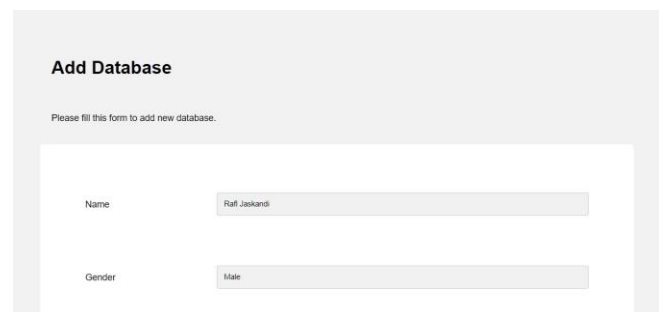 Add Database
Please fill this form to add new database.
Name
Rafi Jaskandi
Gender
Male